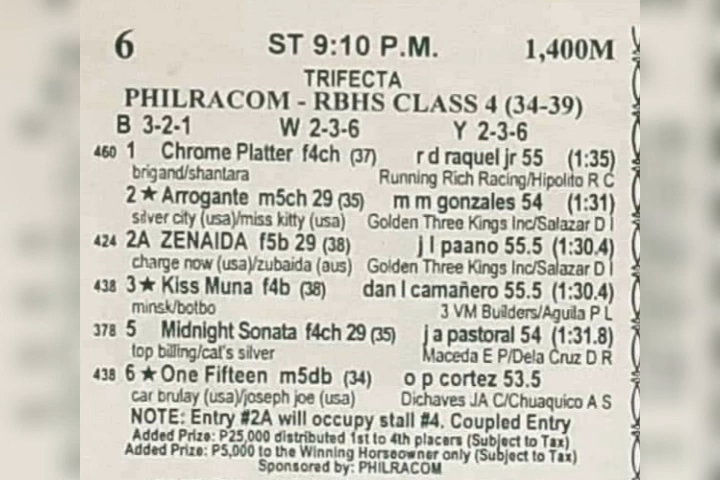 6 ST 9:10 P.M. 1,400M
TRIFECTA
PHILRACOM - RBHS CLASS 4 (34-39)
B 3-2-1 W 2-3-6 Y 2-3-6
460 1 Chrome Platter f4ch (37) r d raquel jr 55 (1:35)
brigand/shantara Running Rich Racing/Hipolito R C
2 ★ Arrogante m5ch 29 (35) m m gonzales 54 (1:31)
silver city (usa)/miss kitty (usa) Golden Three Kings Inc/Salazar D I
424 2A ZENAIDA f5b 29 (38) j l paano 55.5 (1:30.4)
charge now (usa)/zubaida (aus) Golden Three Kings Inc/Salazar D I
438 3★ Kiss Muna f4b (38) dan l camañero 55.5 (1:30.4)
minsk/botbo 3 VM Builders/Aguila P L
378 5 Midnight Sonata f4ch 29 (35) j a pastoral 54 (1:31.8)
top billing/cal's silver Maceda E P/Dela Cruz D R
438 6 ★ One Fifteen m5db (34) o p cortez 53.5
car brulay (usa)/joseph joe (usa) Dichaves JA C/Chuaquico A S
NOTE: Entry #2A will occupy stall #4. Coupled Entry
Added Prize: P25,000 distributed 1st to 4th placers (Subject to Tax)
Added Prize: P5,000 to the Winning Horseowner only (Subject to Tax)
Sponsored by: PHILRACOM